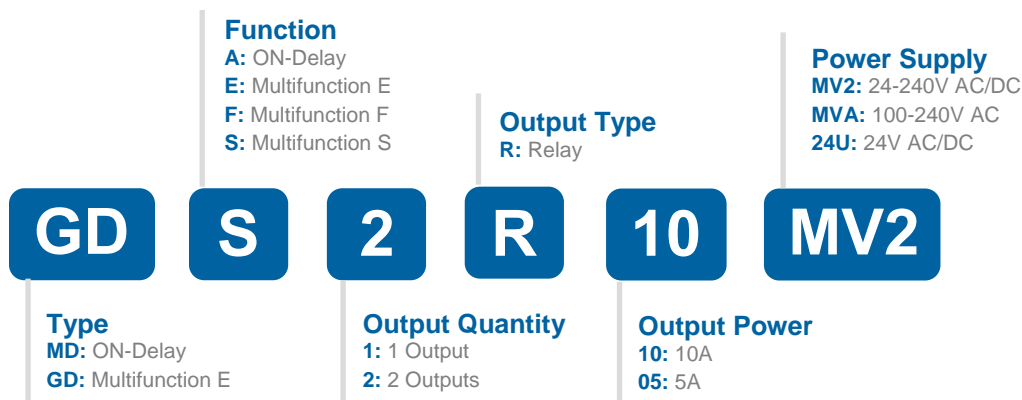 Function
A: ON-Delay
E: Multifunction E
F: Multifunction F
S: Multifunction S
Output Type
R: Relay
Power Supply
MV2: 24-240V AC/DC
MVA: 100-240V AC
24U: 24V AC/DC
GD S 2 R 10 MV2
Type
MD: ON-Delay
GD: Multifunction E
Output Quantity
1: 1 Output
2: 2 Outputs
Output Power
10: 10A
05: 5A